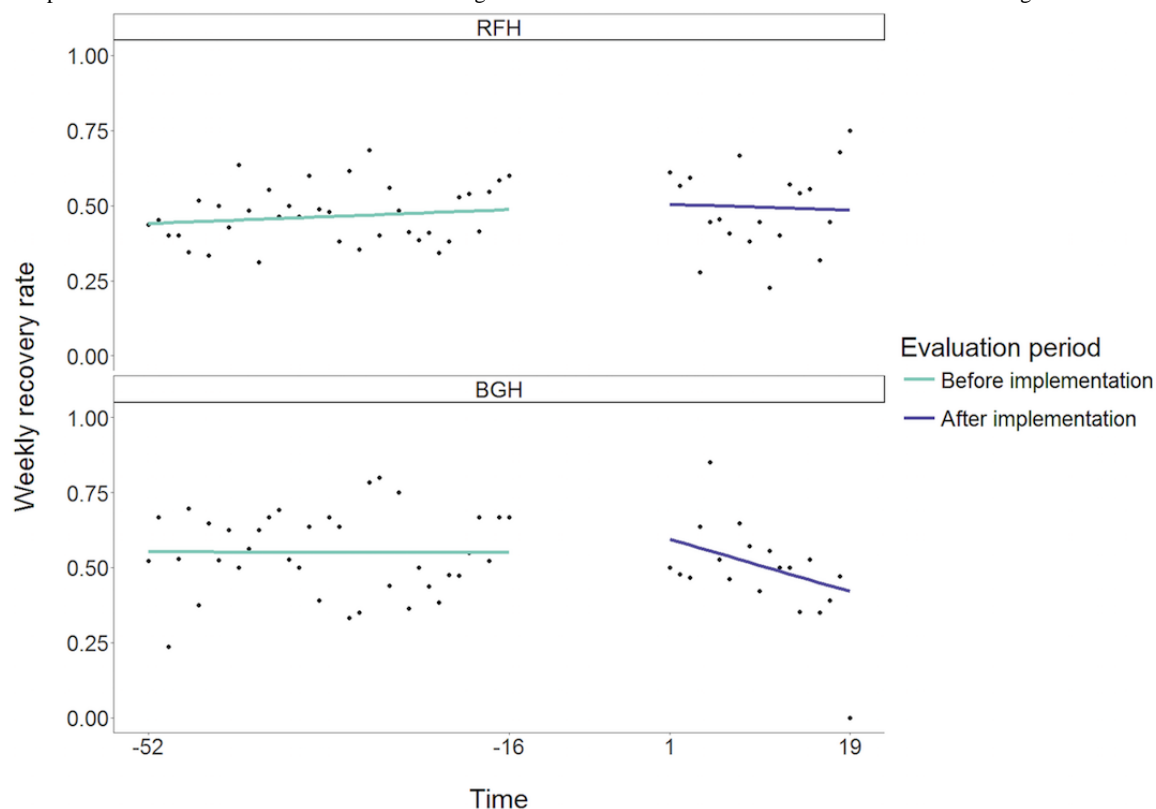 RFH
1.00
0.75
0.50
0.25
0.00
BGH
1.00
0.75
0.50
0.25
0.00
-52
-16
1
19
Time
Weekly recovery rate
Evaluation period
Before implementation
After implementation